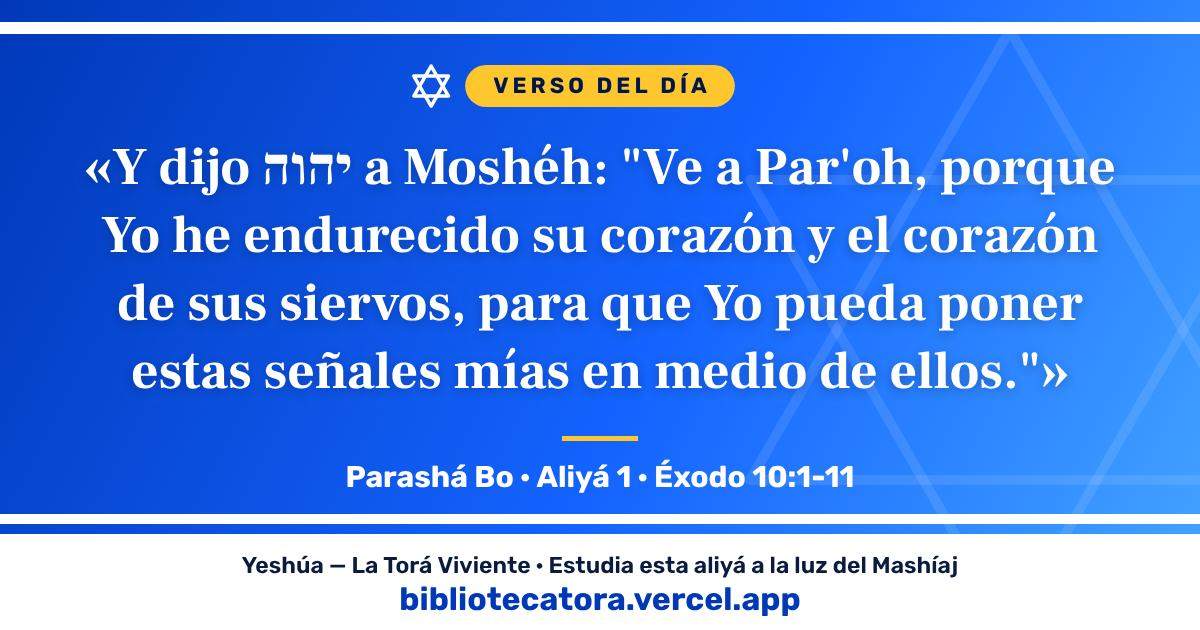 VERSO DEL DÍA
«Y dijo יהוה a Moshéh: "Ve a Par'oh, porque
Yo he endurecido su corazón y el corazón
de sus siervos, para que Yo pueda poner
estas señales mías en medio de ellos."»
Parashá Bo • Aliyá 1 • Éxodo 10:1-11
Yeshúa — La Torá Viviente • Estudia esta aliyá a la luz del Mashíaj
bibliotecatora.vercel.app